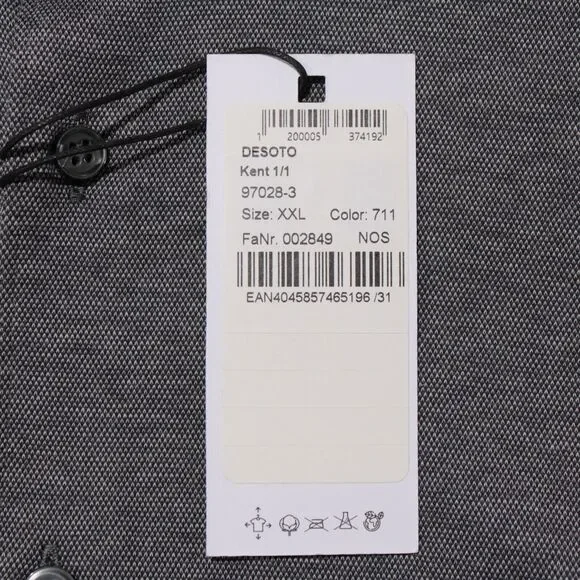 1 200005 374192
DESOTO
Kent 1/1
97028-3
Size: XXL Color: 711
FaNr. 002849 NOS
EAN4045857465196 /31